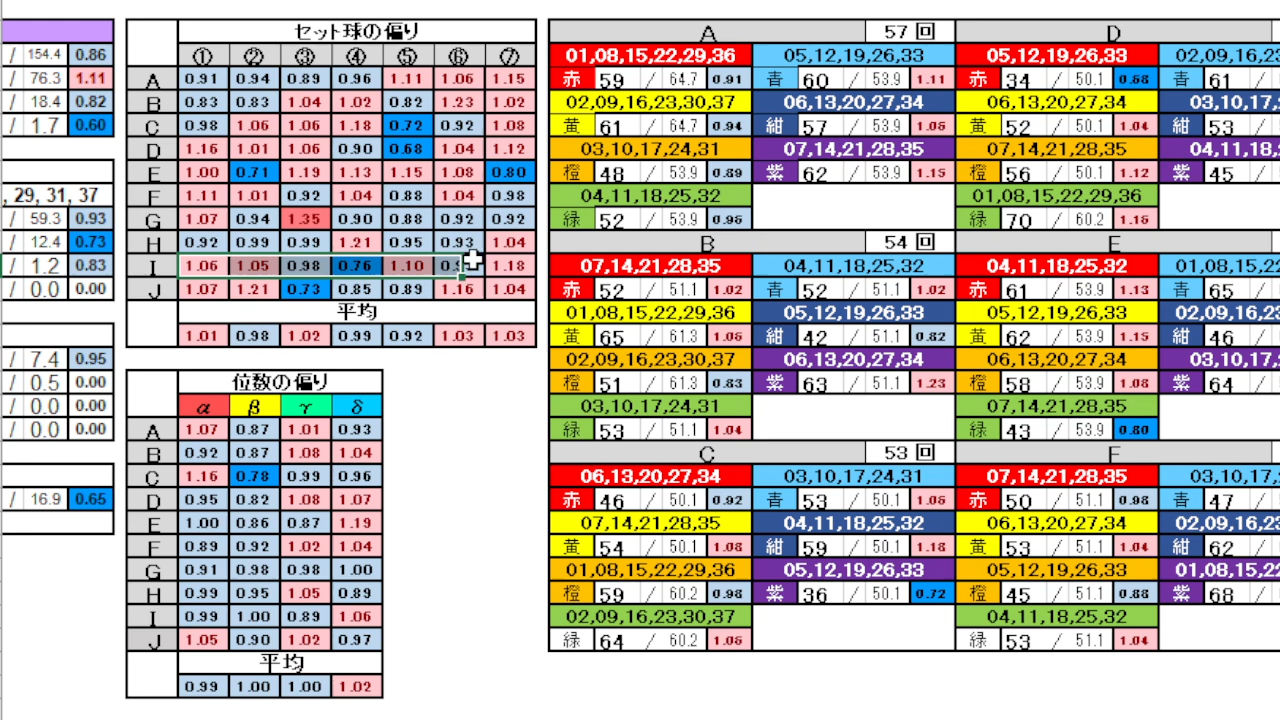 / 154.4 0.86
/ 76.3 1.11
/ 18.4 0.82
/ 1.7 0.60
, 29, 31, 37
/ 59.3 0.93
/ 12.4 0.73
/ 1.2 0.83
/ 0.0 0.00
/ 7.4 0.95
/ 0.5 0.00
/ 0.0 0.00
/ 0.0 0.00
/ 16.9 0.65
セット球の偏り
① ② ③ ④ ⑤ ⑥ ⑦
A 0.91 0.94 0.89 0.96 1.11 1.06 1.15
B 0.83 0.83 1.04 1.02 0.82 1.23 1.02
C 0.98 1.06 1.06 1.18 0.72 0.92 1.08
D 1.16 1.01 1.06 0.90 0.68 1.04 1.12
E 1.00 0.71 1.19 1.13 1.15 1.08 0.80
F 1.11 1.01 0.92 1.04 0.88 1.04 0.98
G 1.07 0.94 1.35 0.90 0.88 0.92 0.92
H 0.92 0.99 0.99 1.21 0.95 0.93 1.04
I 1.06 1.05 0.98 0.76 1.10 1.18
J 1.07 1.21 0.73 0.85 0.89 1.16 1.04
平均
1.01 0.98 1.02 0.99 0.92 1.03 1.03
位数の偏り
α β γ δ
A 1.07 0.87 1.01 0.93
B 0.92 0.87 1.08 1.04
C 1.16 0.78 0.99 0.96
D 0.95 0.82 1.08 1.07
E 1.00 0.86 0.87 1.19
F 0.89 0.92 1.02 1.04
G 0.91 0.98 0.98 1.00
H 0.99 0.95 1.05 0.89
I 0.99 1.00 0.89 1.06
J 1.05 0.90 1.02 0.97
平均
0.99 1.00 1.00 1.02
A 57 回
01,08,15,22,29,36 05,12,19,26,33
赤 59 / 64.7 0.91 青 60 / 53.9 1.11
02,09,16,23,30,37 06,13,20,27,34
黄 61 / 64.7 0.94 紺 57 / 53.9 1.06
03,10,17,24,31 07,14,21,28,35
橙 48 / 53.9 0.89 紫 62 / 53.9 1.15
04,11,18,25,32
緑 52 / 53.9 0.96
B 54 回
07,14,21,28,35 04,11,18,25,32
赤 52 / 51.1 1.02 青 52 / 51.1 1.02
01,08,15,22,29,36 05,12,19,26,33
黄 65 / 61.3 1.06 紺 42 / 51.1 0.82
02,09,16,23,30,37 06,13,20,27,34
橙 51 / 61.3 0.83 紫 63 / 51.1 1.23
03,10,17,24,31
緑 53 / 51.1 1.04
C 53 回
06,13,20,27,34 03,10,17,24,31
赤 46 / 50.1 0.92 青 53 / 50.1 1.06
07,14,21,28,35 04,11,18,25,32
黄 54 / 50.1 1.08 紺 59 / 50.1 1.18
01,08,15,22,29,36 05,12,19,26,33
橙 59 / 60.2 0.98 紫 36 / 50.1 0.72
02,09,16,23,30,37
緑 64 / 60.2 1.06
D
05,12,19,26,33 02,09,16,23
赤 34 / 50.1 0.68 青 61 /
06,13,20,27,34 03,10,17,
黄 52 / 50.1 1.04 紺 53 /
07,14,21,28,35 04,11,18,
橙 56 / 50.1 1.12 紫 45 /
01,08,15,22,29,36
緑 70 / 60.2 1.16
E
04,11,18,25,32 01,08,15,22
赤 61 / 53.9 1.13 青 65 /
05,12,19,26,33 02,09,16,23
黄 62 / 53.9 1.15 紺 46 /
06,13,20,27,34 03,10,17,
橙 58 / 53.9 1.08 紫 64 /
07,14,21,28,35
緑 43 / 53.9 0.80
F
07,14,21,28,35 03,10,17,
赤 50 / 51.1 0.98 青 47 /
06,13,20,27,34 02,09,16,23
黄 53 / 51.1 1.04 紺 62 /
05,12,19,26,33 01,08,15,22
橙 45 / 51.1 0.88 紫 68 /
04,11,18,25,32
緑 53 / 51.1 1.04